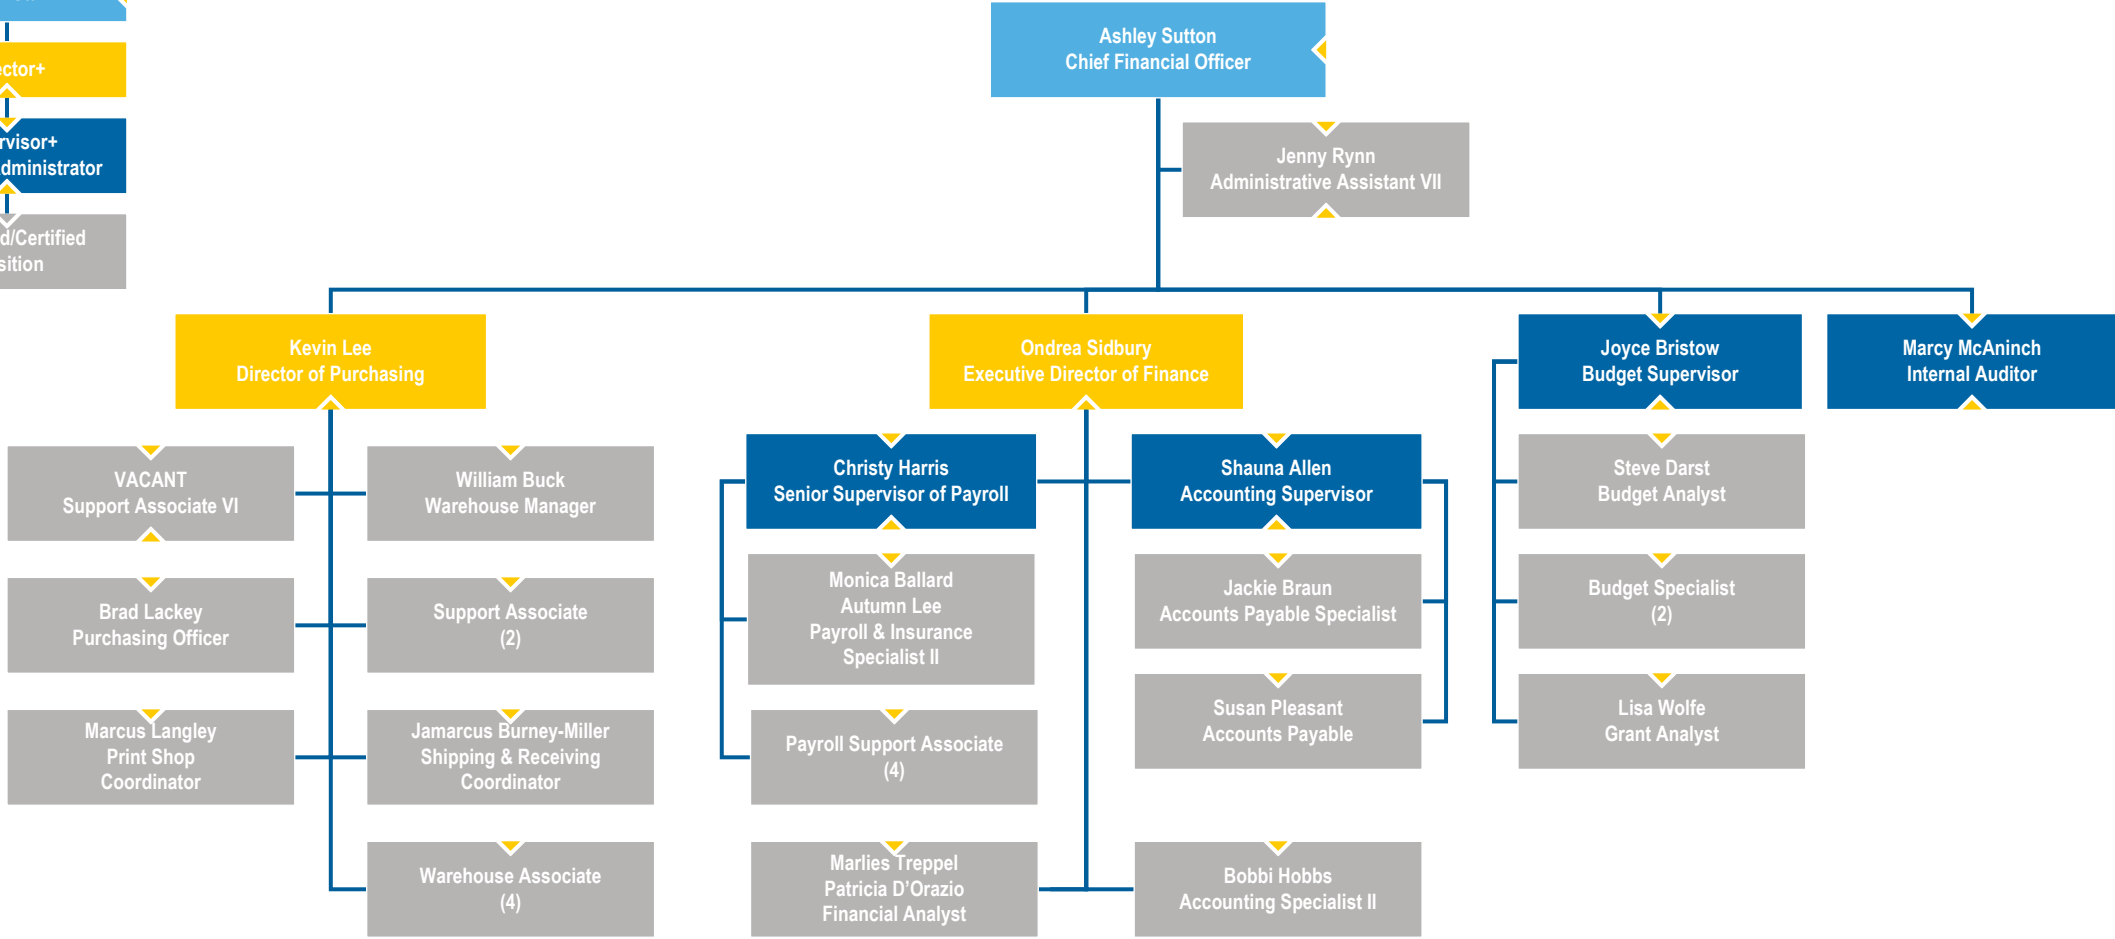 Ashley Sutton
Chief Financial Officer
Jenny Rynn
Administrative Assistant VII
Kevin Lee
Director of Purchasing
Ondrea Sidbury
Executive Director of Finance
Joyce Bristow
Budget Supervisor
Marcy McAninch
Internal Auditor
VACANT
Support Associate VI
William Buck
Warehouse Manager
Brad Lackey
Purchasing Officer
Support Associate
(2)
Marcus Langley
Print Shop
Coordinator
Jamarcus Burney-Miller
Shipping & Receiving
Coordinator
Warehouse Associate
(4)
Christy Harris
Senior Supervisor of Payroll
Monica Ballard
Autumn Lee
Payroll & Insurance
Specialist II
Payroll Support Associate
(4)
Shauna Allen
Accounting Supervisor
Jackie Braun
Accounts Payable Specialist
Susan Pleasant
Accounts Payable
Marlies Treppel
Patricia D’Orazio
Financial Analyst
Bobbi Hobbs
Accounting Specialist II
Steve Darst
Budget Analyst
Budget Specialist
(2)
Lisa Wolfe
Grant Analyst
ector+
rvisor+
dministrator
d/Certified
sition